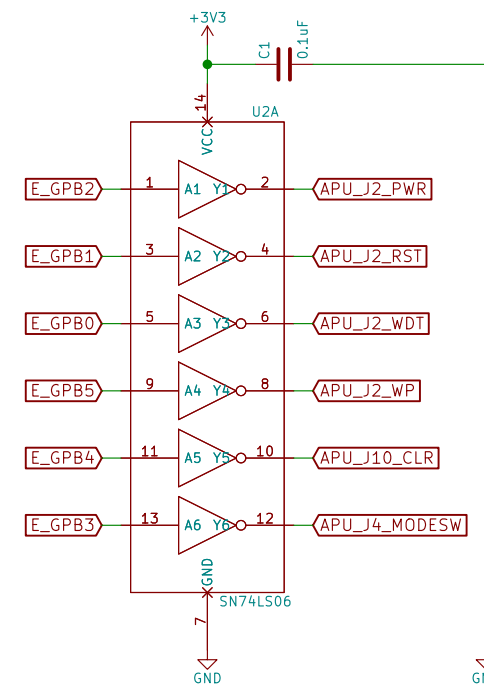 +3V3
C1
0.1uF
14
U2A
VCC
E_GPB2 1 A1 Y1 2 APU_J2_PWR
E_GPB1 3 A2 Y2 4 APU_J2_RST
E_GPB0 5 A3 Y3 6 APU_J2_WDT
E_GPB5 9 A4 Y4 8 APU_J2_WP
E_GPB4 11 A5 Y5 10 APU_J10_CLR
E_GPB3 13 A6 Y6 12 APU_J4_MODESW
GND
SN74LS06
7
GND